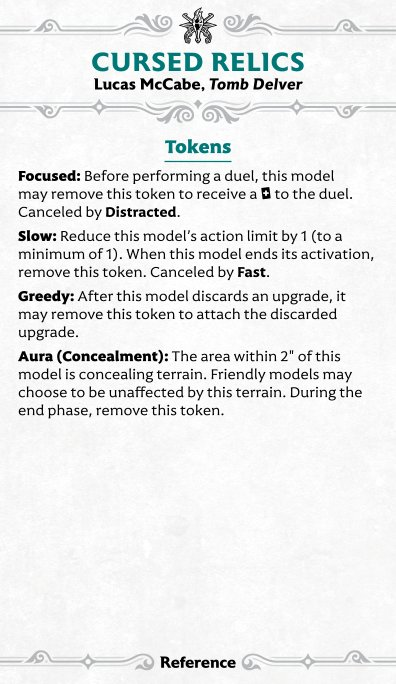 CURSED RELICS
Lucas McCabe, Tomb Delver
Tokens
Focused: Before performing a duel, this model
may remove this token to receive a to the duel.
Canceled by Distracted.
Slow: Reduce this model's action limit by 1 (to a
minimum of 1). When this model ends its activation,
remove this token. Canceled by Fast.
Greedy: After this model discards an upgrade, it
may remove this token to attach the discarded
upgrade.
Aura (Concealment): The area within 2" of this
model is concealing terrain. Friendly models may
choose to be unaffected by this terrain. During the
end phase, remove this token.
Reference